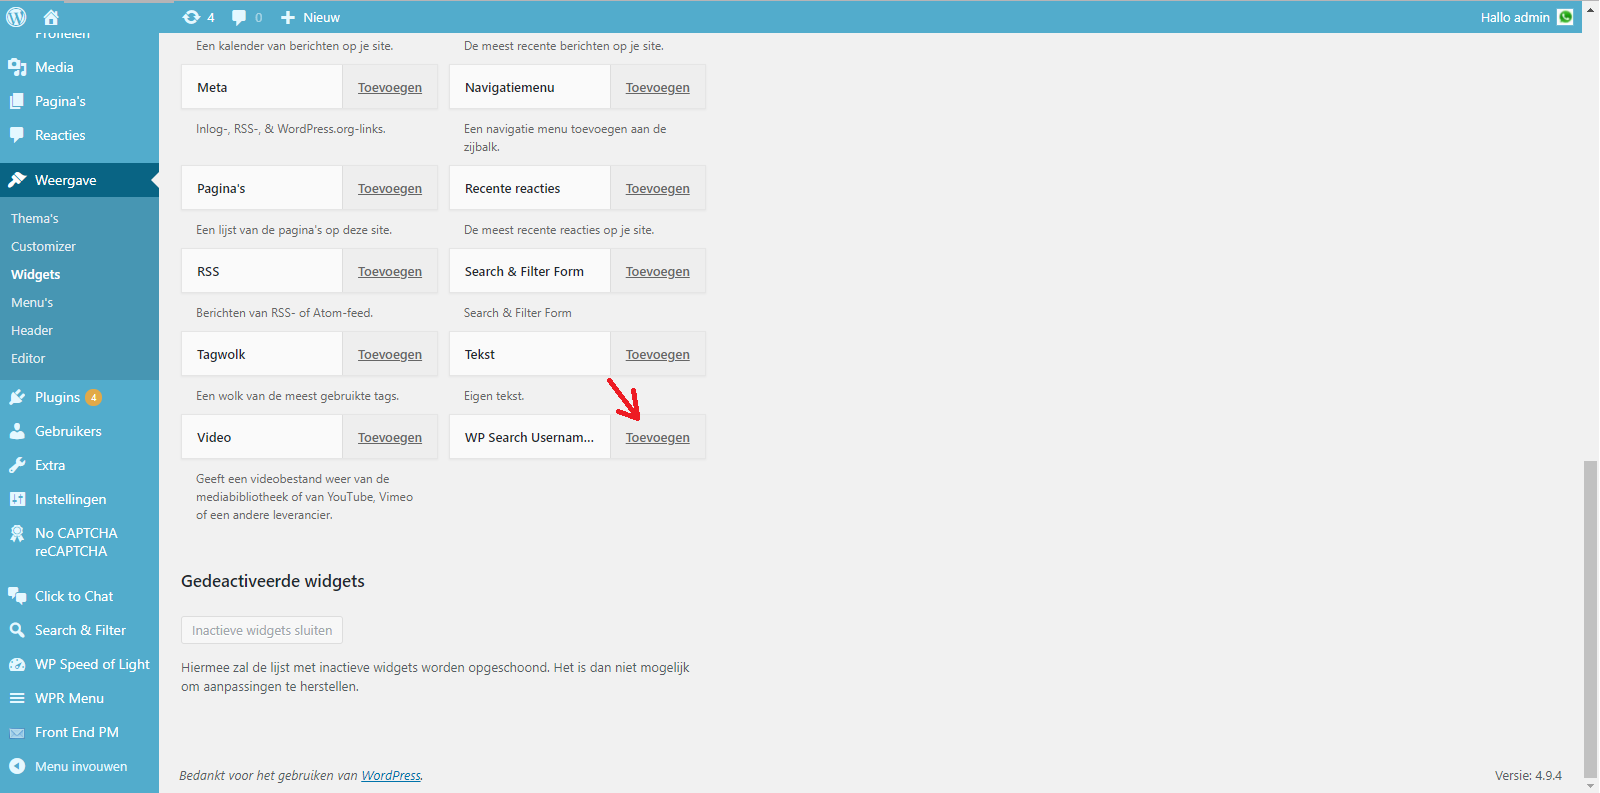 4 0 Nieuw Hallo admin
Profielen
Media
Pagina's
Reacties
Weergave
Thema's
Customizer
Widgets
Menu's
Header
Editor
Plugins 4
Gebruikers
Extra
Instellingen
No CAPTCHA
reCAPTCHA
Click to Chat
Search & Filter
WP Speed of Light
WPR Menu
Front End PM
Menu invouwen
Een kalender van berichten op je site.
De meest recente berichten op je site.
Meta Toevoegen
Navigatiemenu Toevoegen
Inlog-, RSS-, & WordPress.org-links.
Een navigatie menu toevoegen aan de
zijbalk.
Pagina's Toevoegen
Recente reacties Toevoegen
Een lijst van de pagina's op deze site.
De meest recente reacties op je site.
RSS Toevoegen
Search & Filter Form Toevoegen
Berichten van RSS- of Atom-feed.
Search & Filter Form
Tagwolk Toevoegen
Tekst Toevoegen
Een wolk van de meest gebruikte tags.
Eigen tekst.
Video Toevoegen
WP Search Usernam... Toevoegen
Geeft een videobestand weer van de
mediabibliotheek of van YouTube, Vimeo
of een andere leverancier.
Gedeactiveerde widgets
Inactieve widgets sluiten
Hiermee zal de lijst met inactieve widgets worden opgeschoond. Het is dan niet mogelijk
om aanpassingen te herstellen.
Bedankt voor het gebruiken van WordPress.
Versie: 4.9.4